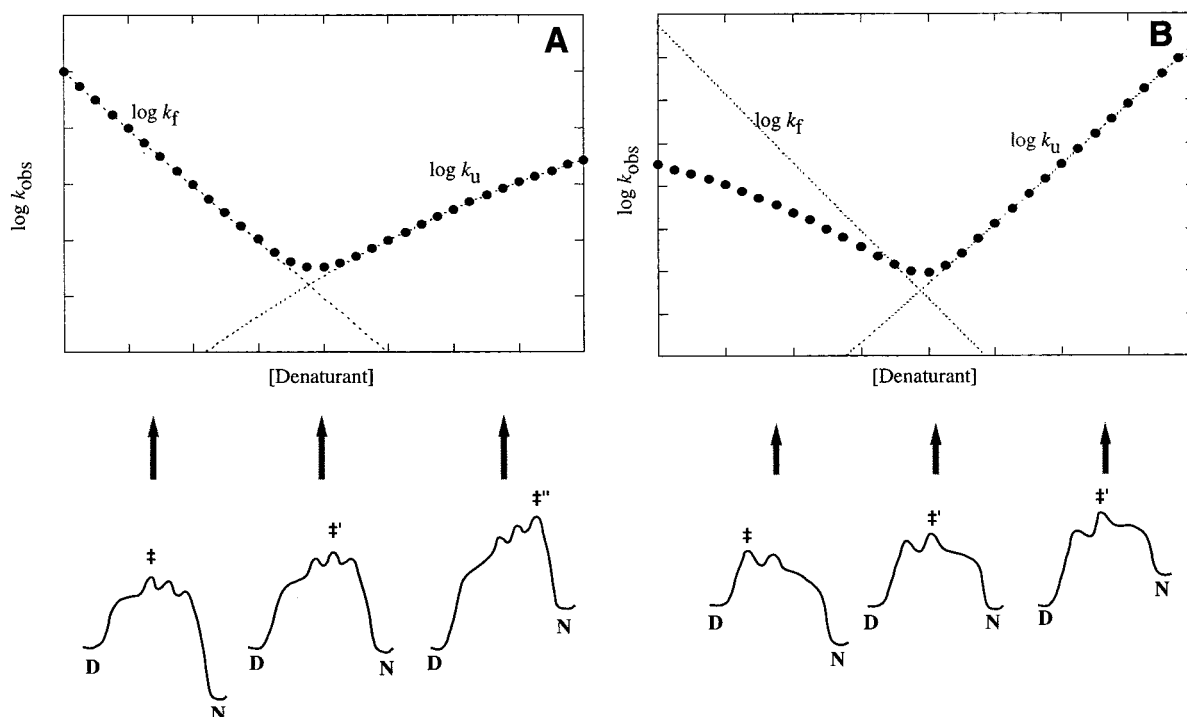 A
log kf
log ku
log kobs
[Denaturant]
‡
‡'
‡"
D
N
D
N
D
N
B
log kf
log ku
log kobs
[Denaturant]
‡
‡'
‡'
D
N
D
N
D
N